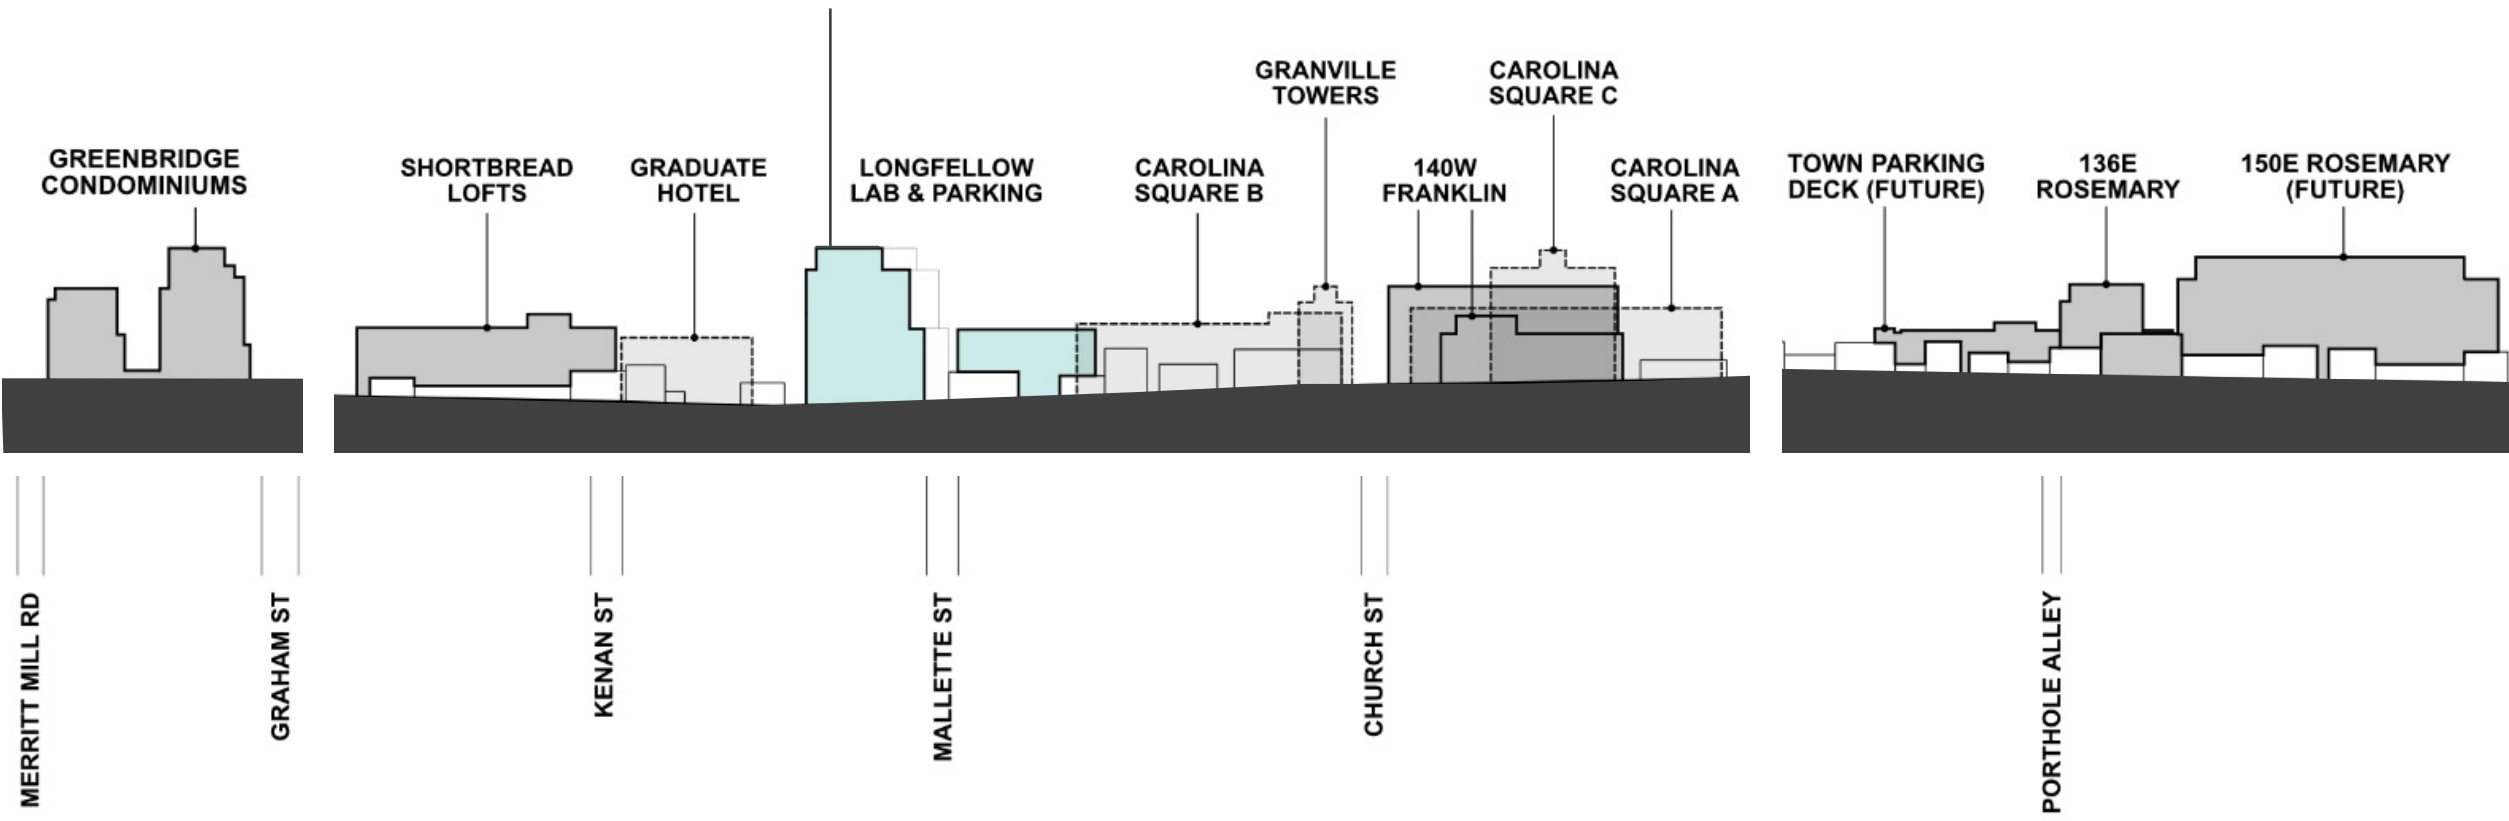 GREENBRIDGE
CONDOMINIUMS
SHORTBREAD
LOFTS
GRADUATE
HOTEL
LONGFELLOW
LAB & PARKING
CAROLINA
SQUARE B
GRANVILLE
TOWERS
140W
FRANKLIN
CAROLINA
SQUARE C
CAROLINA
SQUARE A
TOWN PARKING
DECK (FUTURE)
136E
ROSEMARY
150E ROSEMARY
(FUTURE)
MERRITT MILL RD
GRAHAM ST
KENAN ST
MALLETTE ST
CHURCH ST
PORTHOLE ALLEY